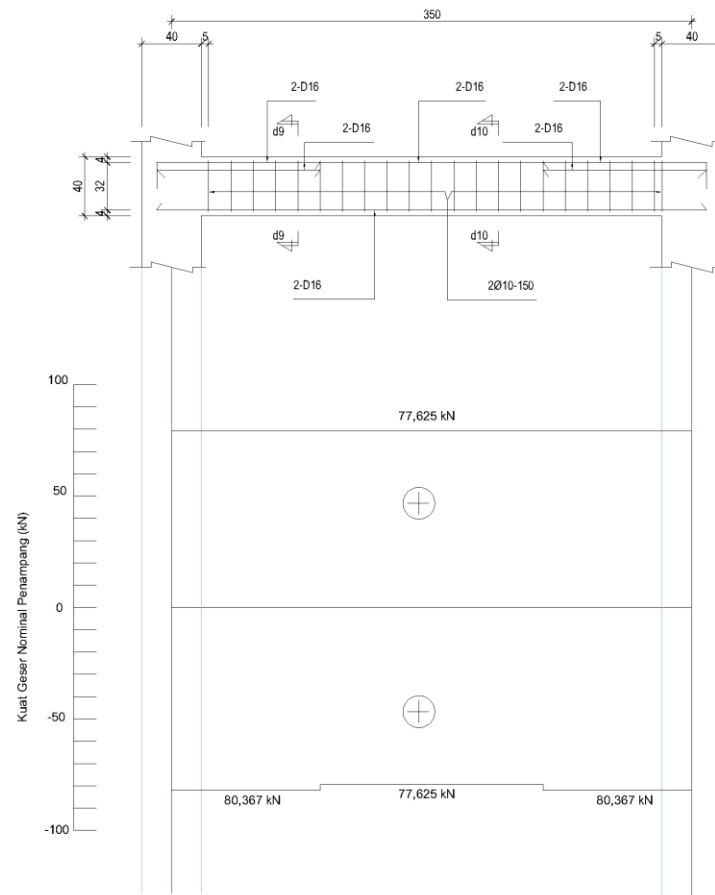 350
40 5 5 40
2-D16 2-D16 2-D16
d9 2-D16 d10 2-D16
4
40 32
4
d9 d10
2-D16 2Ø10-150
100
77,625 kN
50
Kuat Geser Nominal Penampang (kN)
0
-50
80,367 kN 77,625 kN 80,367 kN
-100